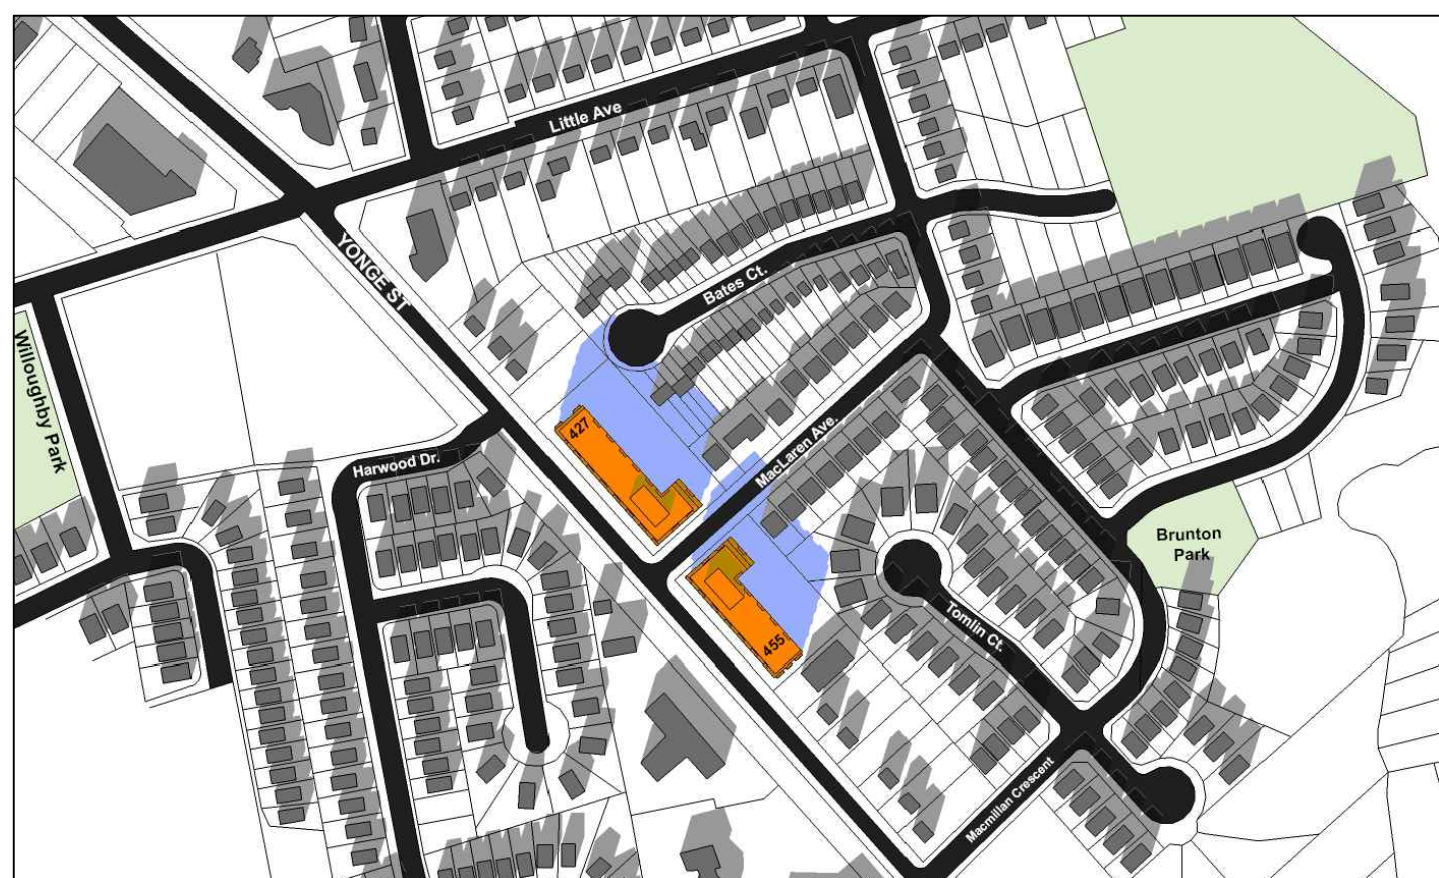 Little Ave
YONGE ST
Bates Ct.
Willoughby Park
427
MacLaren Ave.
Harwood Dr.
Brunton
Park
455
Tomlin Ct.
Macmillan Crescent